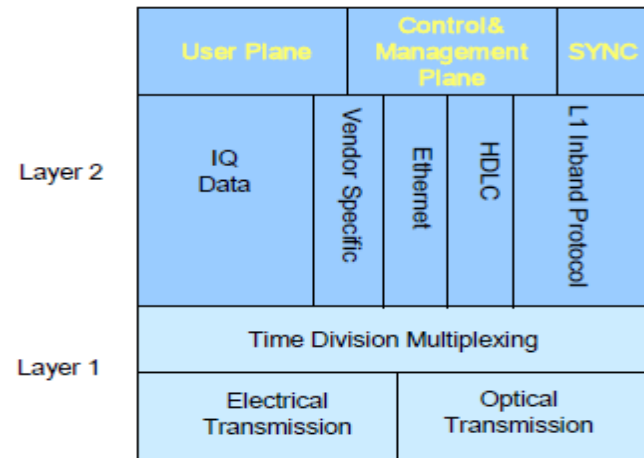 User Plane
Control&
Management
Plane
SYNC
Layer 2
IQ
Data
Vendor Specific
Ethernet
HDLC
L1 Inband Protocol
Layer 1
Time Division Multiplexing
Electrical
Transmission
Optical
Transmission